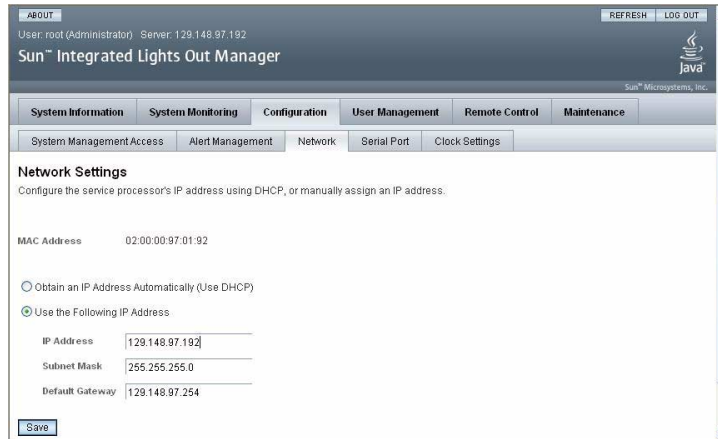 ABOUT REFRESH LOG OUT
User: root (Administrator) Server: 129.148.97.192
Sun™ Integrated Lights Out Manager
Java™
Sun™ Microsystems, Inc.
System Information System Monitoring Configuration User Management Remote Control Maintenance
System Management Access Alert Management Network Serial Port Clock Settings
Network Settings
Configure the service processor's IP address using DHCP, or manually assign an IP address.
MAC Address 02:00:00:97:01:92
Obtain an IP Address Automatically (Use DHCP)
Use the Following IP Address
IP Address 129.148.97.192
Subnet Mask 255.255.255.0
Default Gateway 129.148.97.254
Save